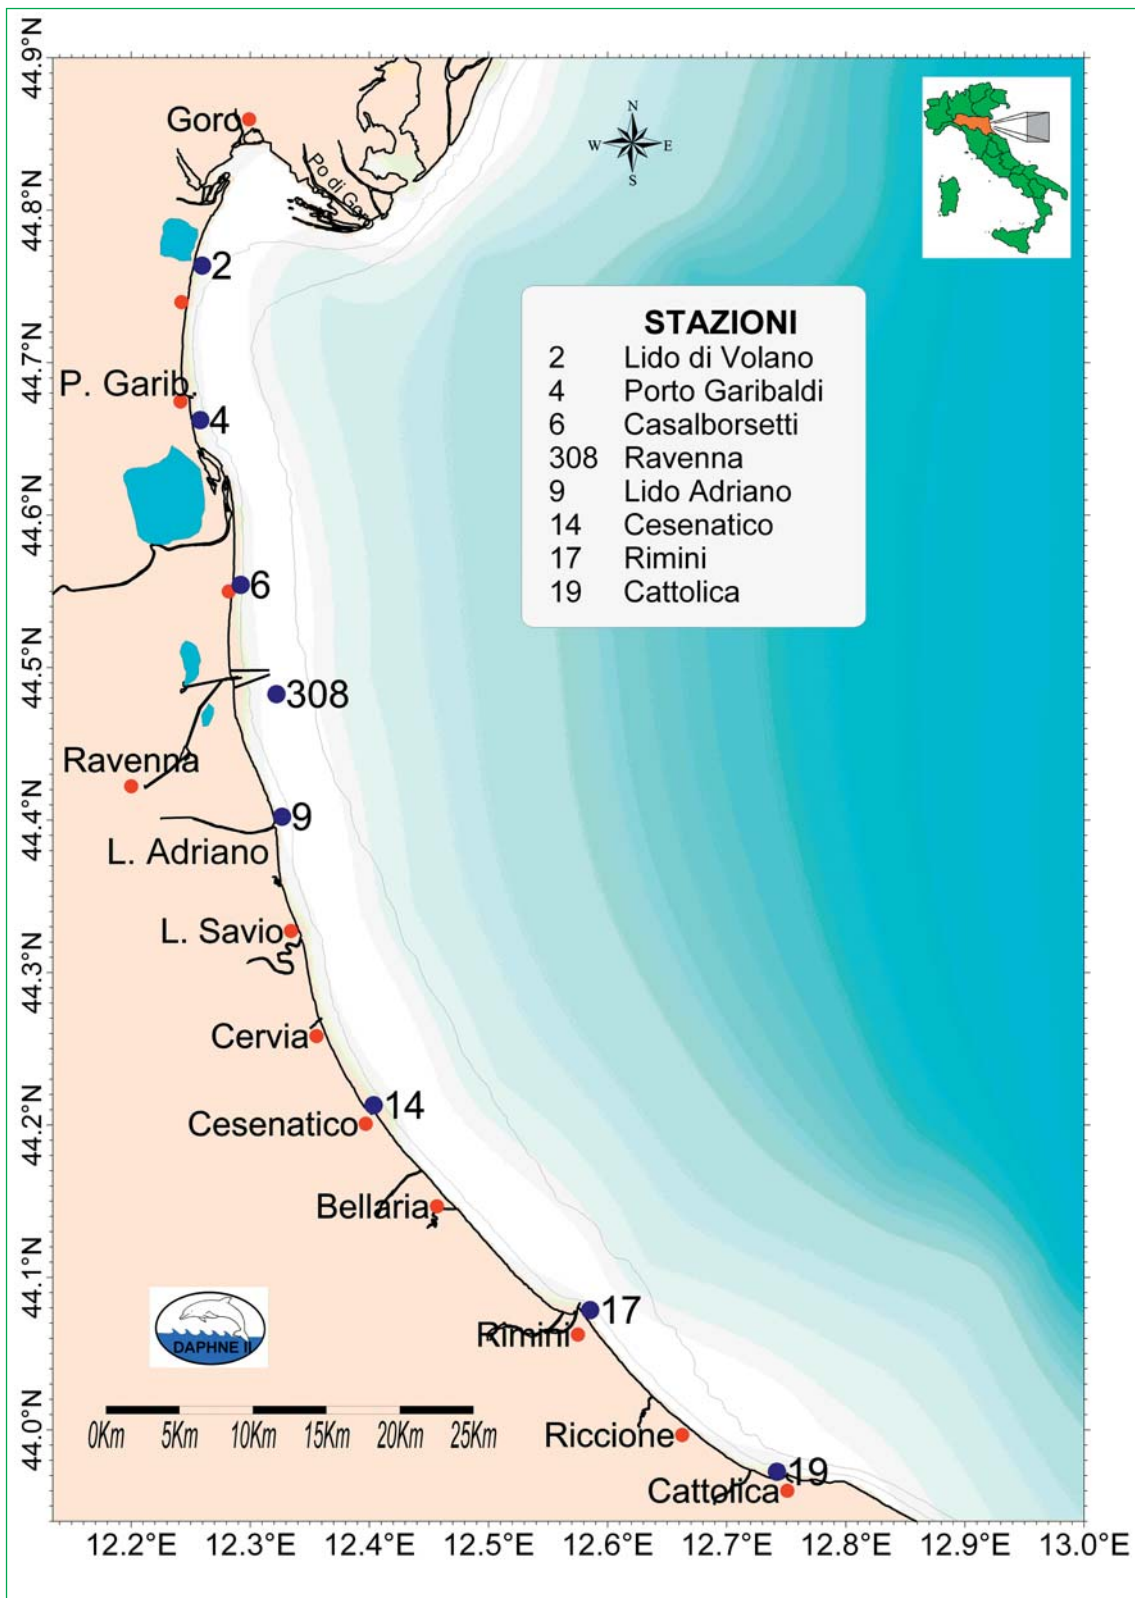 44.9°N
Goro
Po di Goro
N
W
E
S
44.8°N
2
STAZIONI
2 Lido di Volano
4 Porto Garibaldi
6 Casalborsetti
308 Ravenna
9 Lido Adriano
14 Cesenatico
17 Rimini
19 Cattolica
44.7°N
P. Garib.
4
44.6°N
6
44.5°N
308
Ravenna
44.4°N
9
L. Adriano
L. Savio
44.3°N
Cervia
14
44.2°N
Cesenatico
Bellaria
44.1°N
17
Rimini
DAPHNE II
0Km 5Km 10Km 15Km 20Km 25Km
44.0°N
Riccione
19
Cattolica
12.2°E 12.3°E 12.4°E 12.5°E 12.6°E 12.7°E 12.8°E 12.9°E 13.0°E